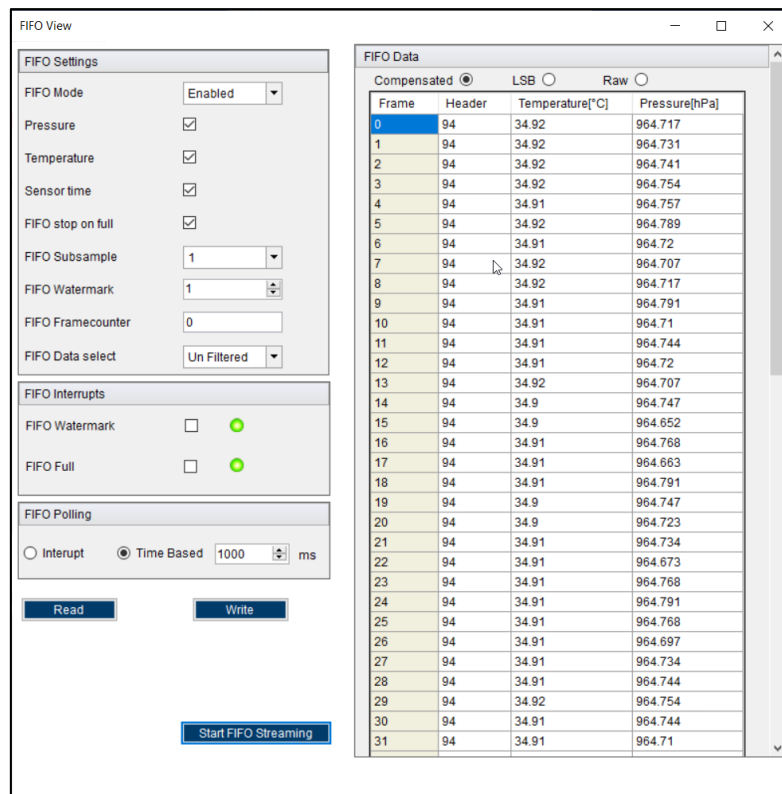 FIFO View
FIFO Settings
FIFO Mode Enabled
Pressure
Temperature
Sensor time
FIFO stop on full
FIFO Subsample 1
FIFO Watermark 1
FIFO Framecounter 0
FIFO Data select Un Filtered
FIFO Interrupts
FIFO Watermark
FIFO Full
FIFO Polling
Interupt Time Based 1000 ms
Read Write
Start FIFO Streaming
FIFO Data
Compensated LSB Raw
Frame Header Temperature[°C] Pressure[hPa]
0 94 34.92 964.717
1 94 34.92 964.731
2 94 34.92 964.741
3 94 34.92 964.754
4 94 34.91 964.757
5 94 34.92 964.789
6 94 34.91 964.72
7 94 34.92 964.707
8 94 34.92 964.717
9 94 34.91 964.791
10 94 34.91 964.71
11 94 34.91 964.744
12 94 34.91 964.72
13 94 34.92 964.707
14 94 34.9 964.747
15 94 34.9 964.652
16 94 34.91 964.768
17 94 34.91 964.663
18 94 34.91 964.791
19 94 34.9 964.747
20 94 34.9 964.723
21 94 34.91 964.734
22 94 34.91 964.673
23 94 34.91 964.768
24 94 34.91 964.791
25 94 34.91 964.768
26 94 34.91 964.697
27 94 34.91 964.734
28 94 34.91 964.744
29 94 34.92 964.754
30 94 34.91 964.744
31 94 34.91 964.71